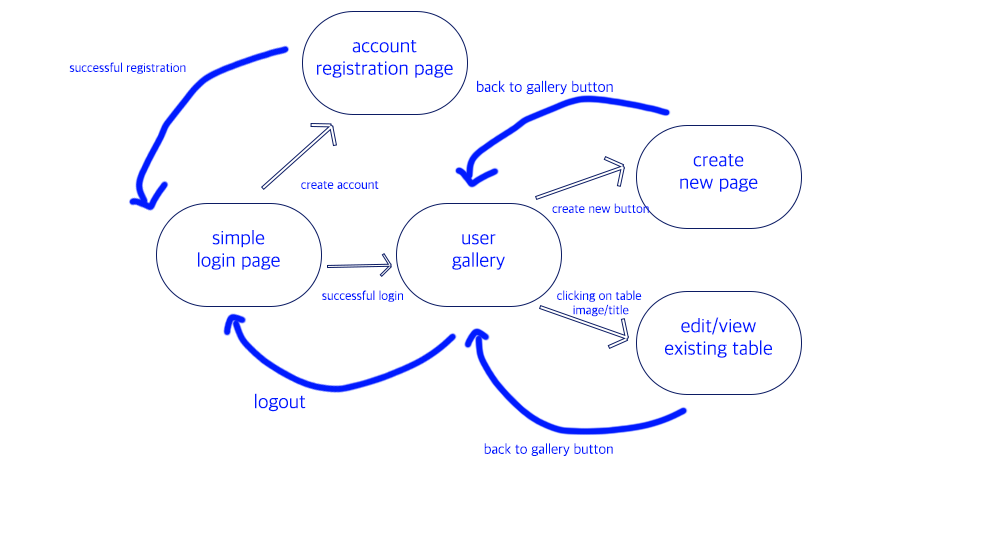 account
registration page
successful registration
back to gallery button
create
new page
create account
create new button
simple
login page
user
gallery
successful login
clicking on table
image/title
edit/view
existing table
logout
back to gallery button